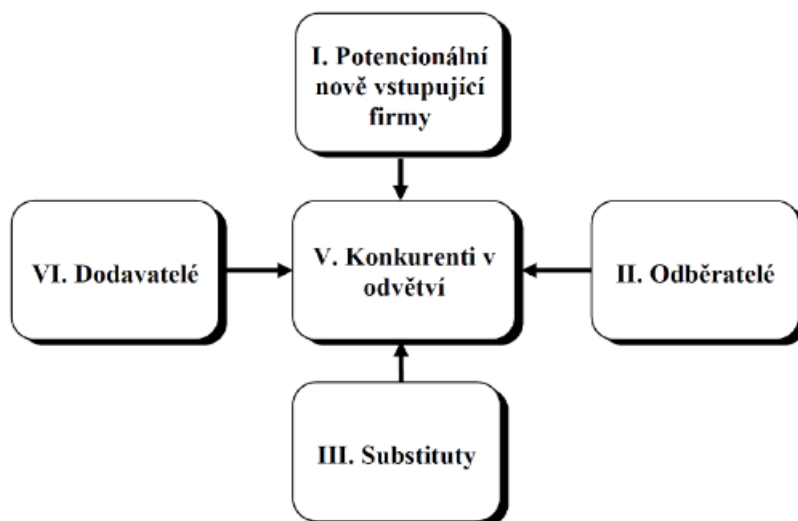 I. Potencionální
nově vstupující
firmy
VI. Dodavatelé
V. Konkurenti v
odvětví
II. Odběratelé
III. Substituty